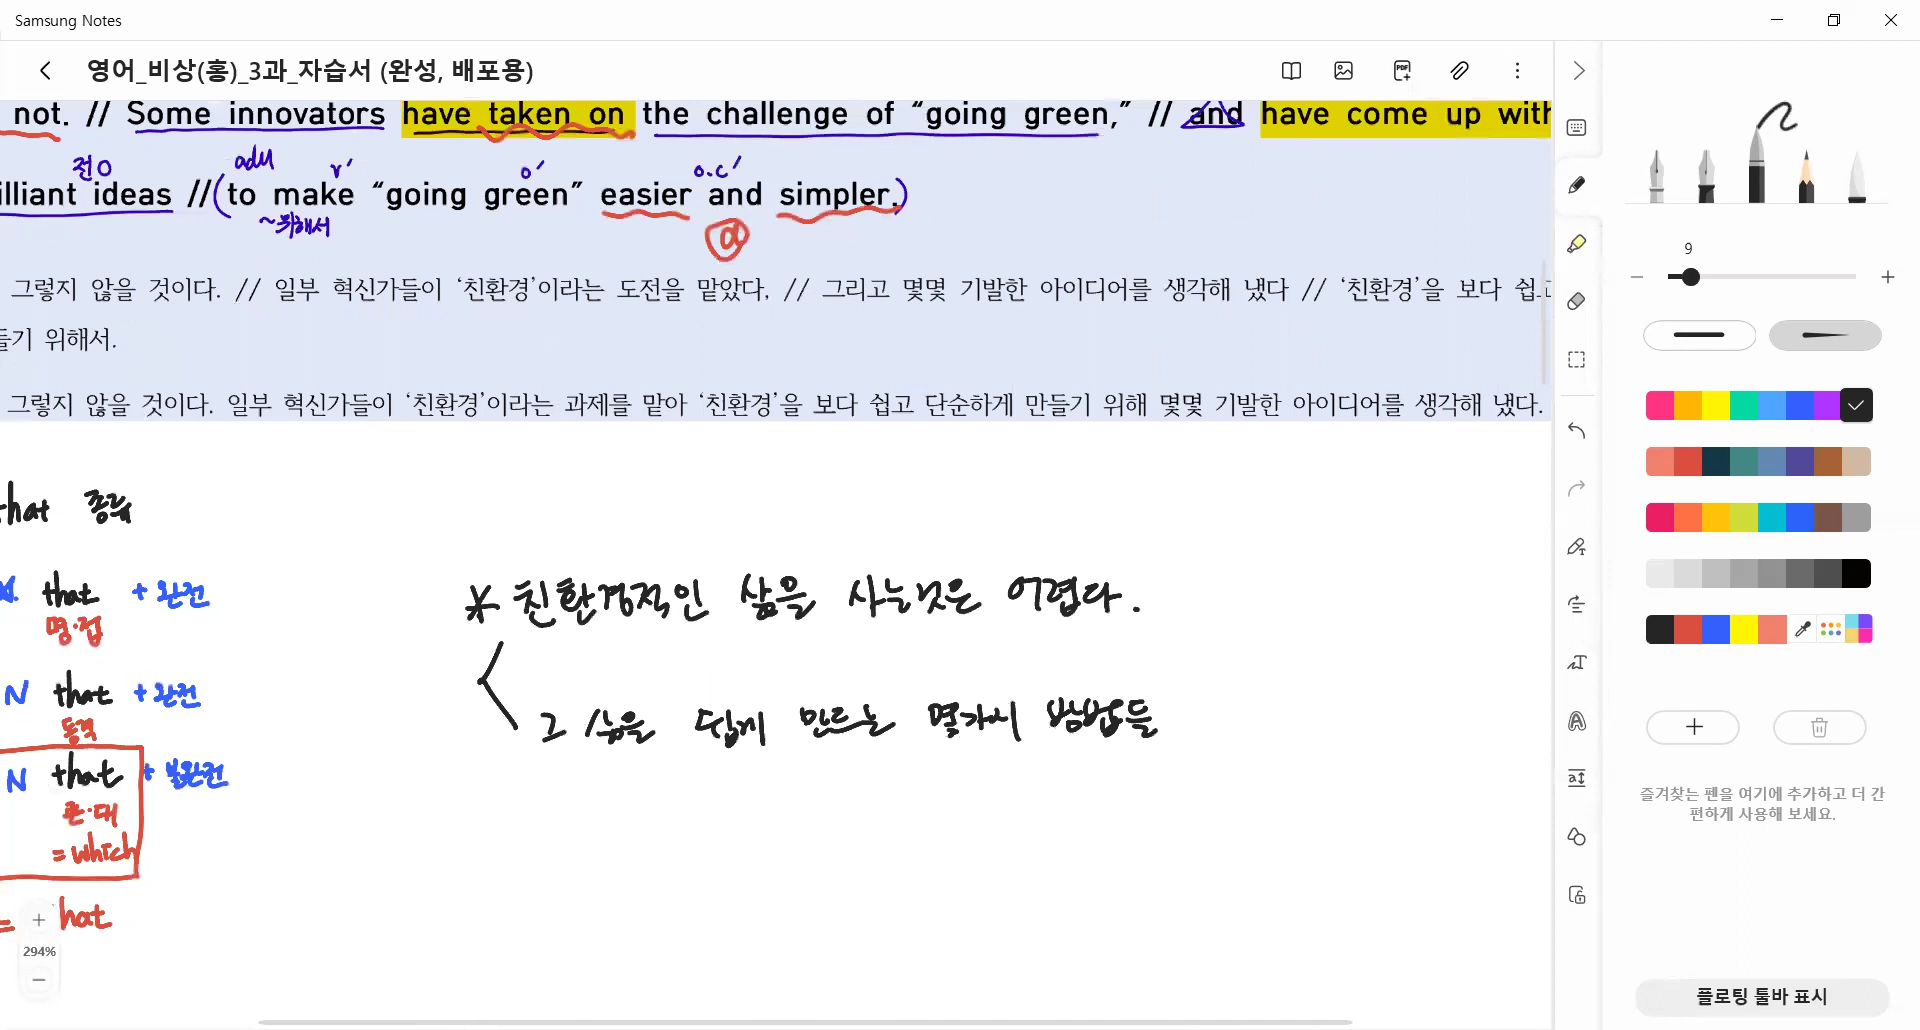 Samsung Notes
영어_비상(홍)_3과_자습서 (완성, 배포용)
not. // Some innovators have taken on the challenge of “going green,” // and have come up with
전O adv v' o' o.c'
illiant ideas //(to make “going green” easier and simpler.)
~위해서
ⓐ
그렇지 않을 것이다. // 일부 혁신가들이 ‘친환경’이라는 도전을 맡았다, // 그리고 몇몇 기발한 아이디어를 생각해 냈다 // ‘친환경’을 보다 쉽고
들기 위해서.
그렇지 않을 것이다. 일부 혁신가들이 ‘친환경’이라는 과제를 맡아 ‘친환경’을 보다 쉽고 단순하게 만들기 위해 몇몇 기발한 아이디어를 생각해 냈다.
that 종류
that + 완전
명·접
* 친환경적인 삶을 사는것은 어렵다.
N that + 완전
동격
그 삶을 쉽게 만드는 몇가지 방법들
N that + 불완전
관·대
= which
= that
294%
9
즐겨찾는 펜을 여기에 추가하고 더 간
편하게 사용해 보세요.
플로팅 툴바 표시